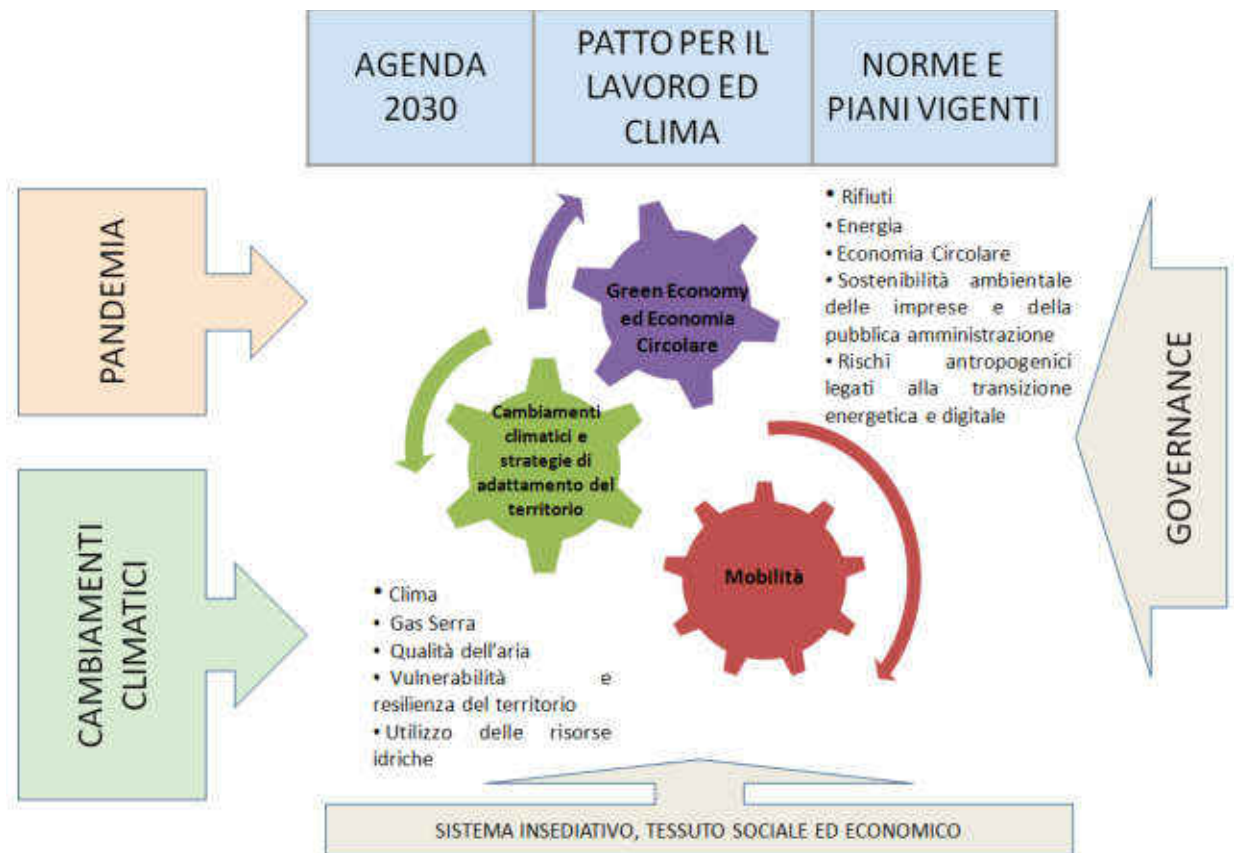 AGENDA
2030
PATTO PER IL
LAVORO ED
CLIMA
NORME E
PIANI VIGENTI
PANDEMIA
CAMBIAMENTI
CLIMATICI
Green Economy
ed Economia
Circolare
Cambiamenti
climatici e
strategie di
adattamento del
territorio
Mobilità
• Rifiuti
• Energia
• Economia Circolare
• Sostenibilità ambientale
delle imprese e della
pubblica amministrazione
• Rischi antropogenici
legati alla transizione
energetica e digitale
• Clima
• Gas Serra
• Qualità dell'aria
• Vulnerabilità e
resilienza del territorio
• Utilizzo delle risorse
idriche
GOVERNANCE
SISTEMA INSEDIATIVO, TESSUTO SOCIALE ED ECONOMICO